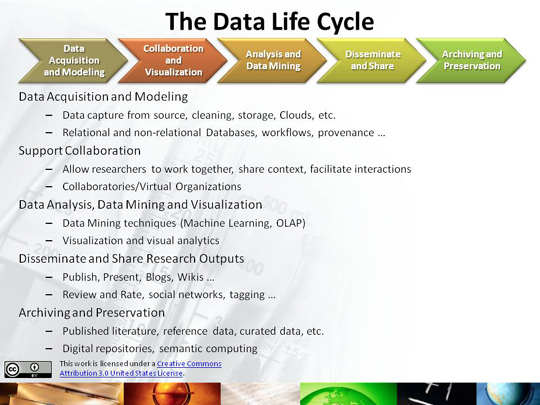 The Data Life Cycle
Data
Acquisition
and Modeling
Collaboration
and
Visualization
Analysis and
Data Mining
Disseminate
and Share
Archiving and
Preservation
Data Acquisition and Modeling
– Data capture from source, cleaning, storage, Clouds, etc.
– Relational and non-relational Databases, workflows, provenance …
Support Collaboration
– Allow researchers to work together, share context, facilitate interactions
– Collaboratories/Virtual Organizations
Data Analysis, Data Mining and Visualization
– Data Mining techniques (Machine Learning, OLAP)
– Visualization and visual analytics
Disseminate and Share Research Outputs
– Publish, Present, Blogs, Wikis …
– Review and Rate, social networks, tagging …
Archiving and Preservation
– Published literature, reference data, curated data, etc.
– Digital repositories, semantic computing
cc BY
This work is licensed under a Creative Commons
Attribution 3.0 United States License.